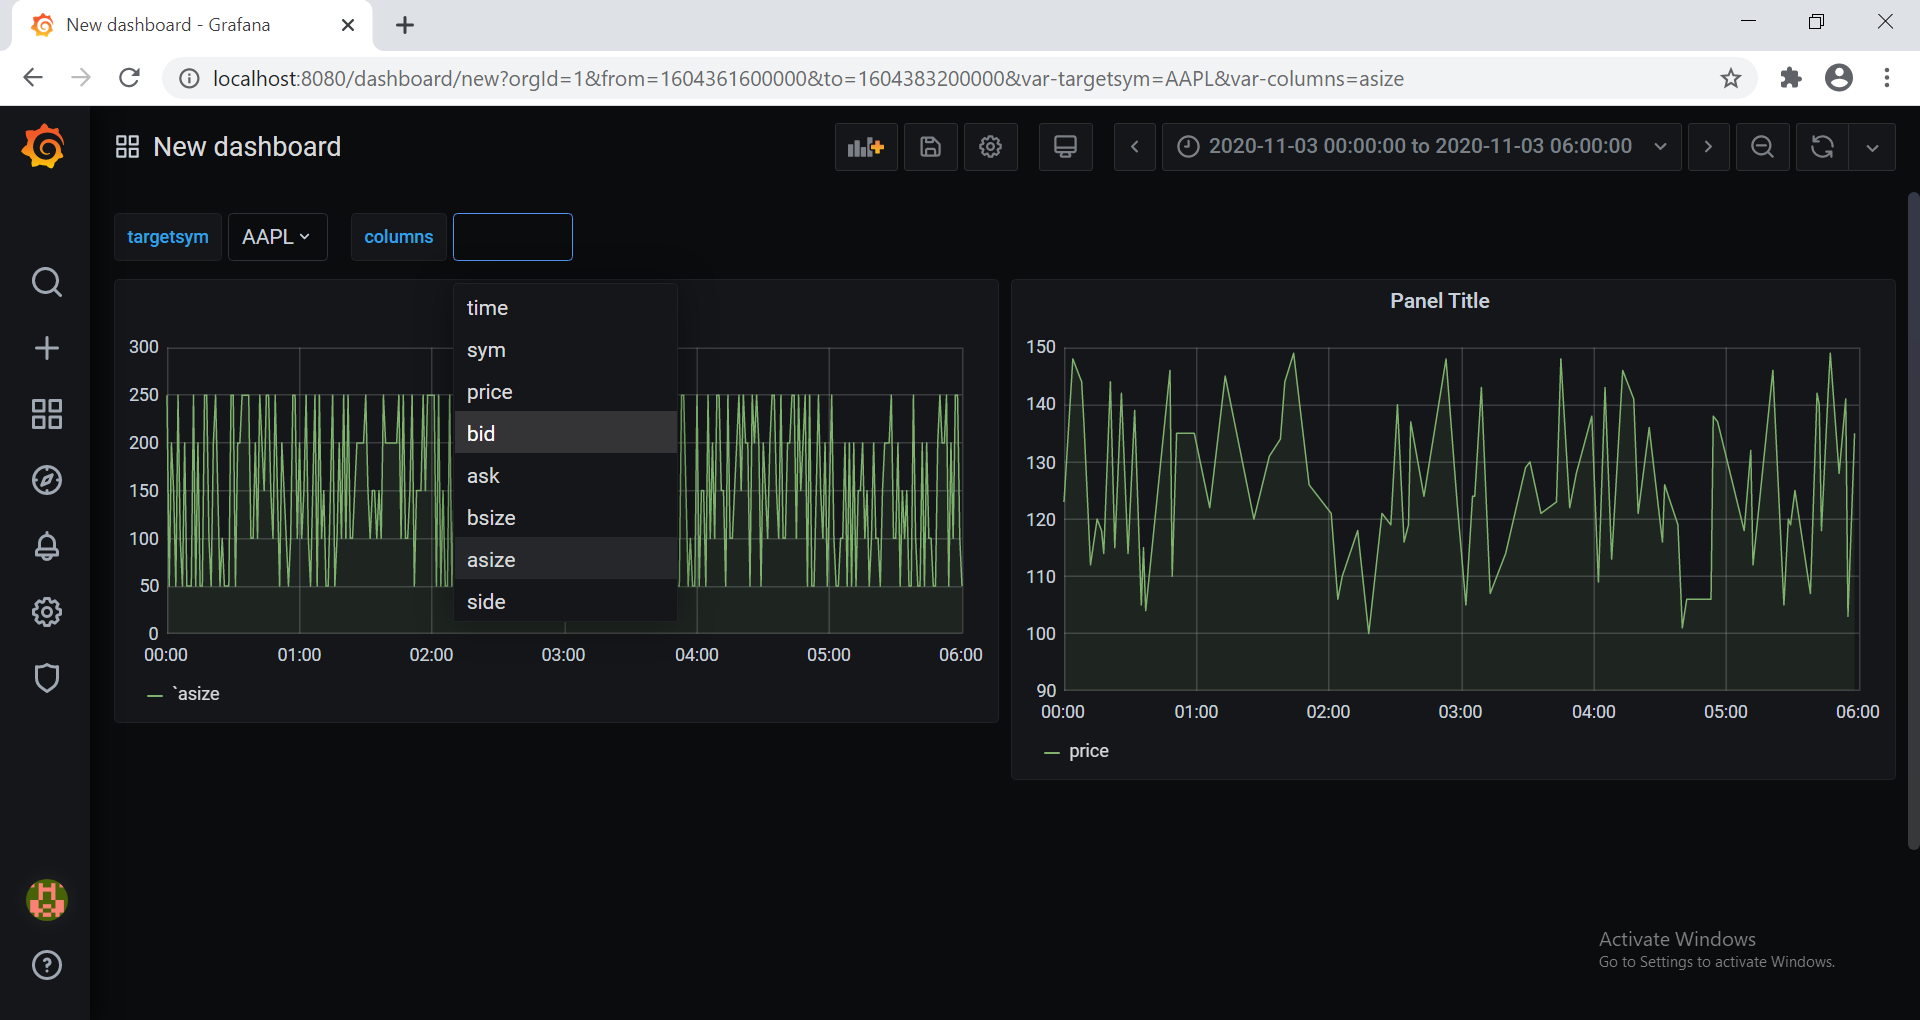 New dashboard - Grafana
localhost:8080/dashboard/new?orgId=1&from=1604361600000&to=1604383200000&var-targetsym=AAPL&var-columns=asize
New dashboard
2020-11-03 00:00:00 to 2020-11-03 06:00:00
targetsym AAPL columns
time
sym
price
bid
ask
bsize
asize
side
300
250
200
150
100
50
0
00:00 01:00 02:00 03:00 04:00 05:00 06:00
`asize
Panel Title
150
140
130
120
110
100
90
00:00 01:00 02:00 03:00 04:00 05:00 06:00
price
Activate Windows
Go to Settings to activate Windows.